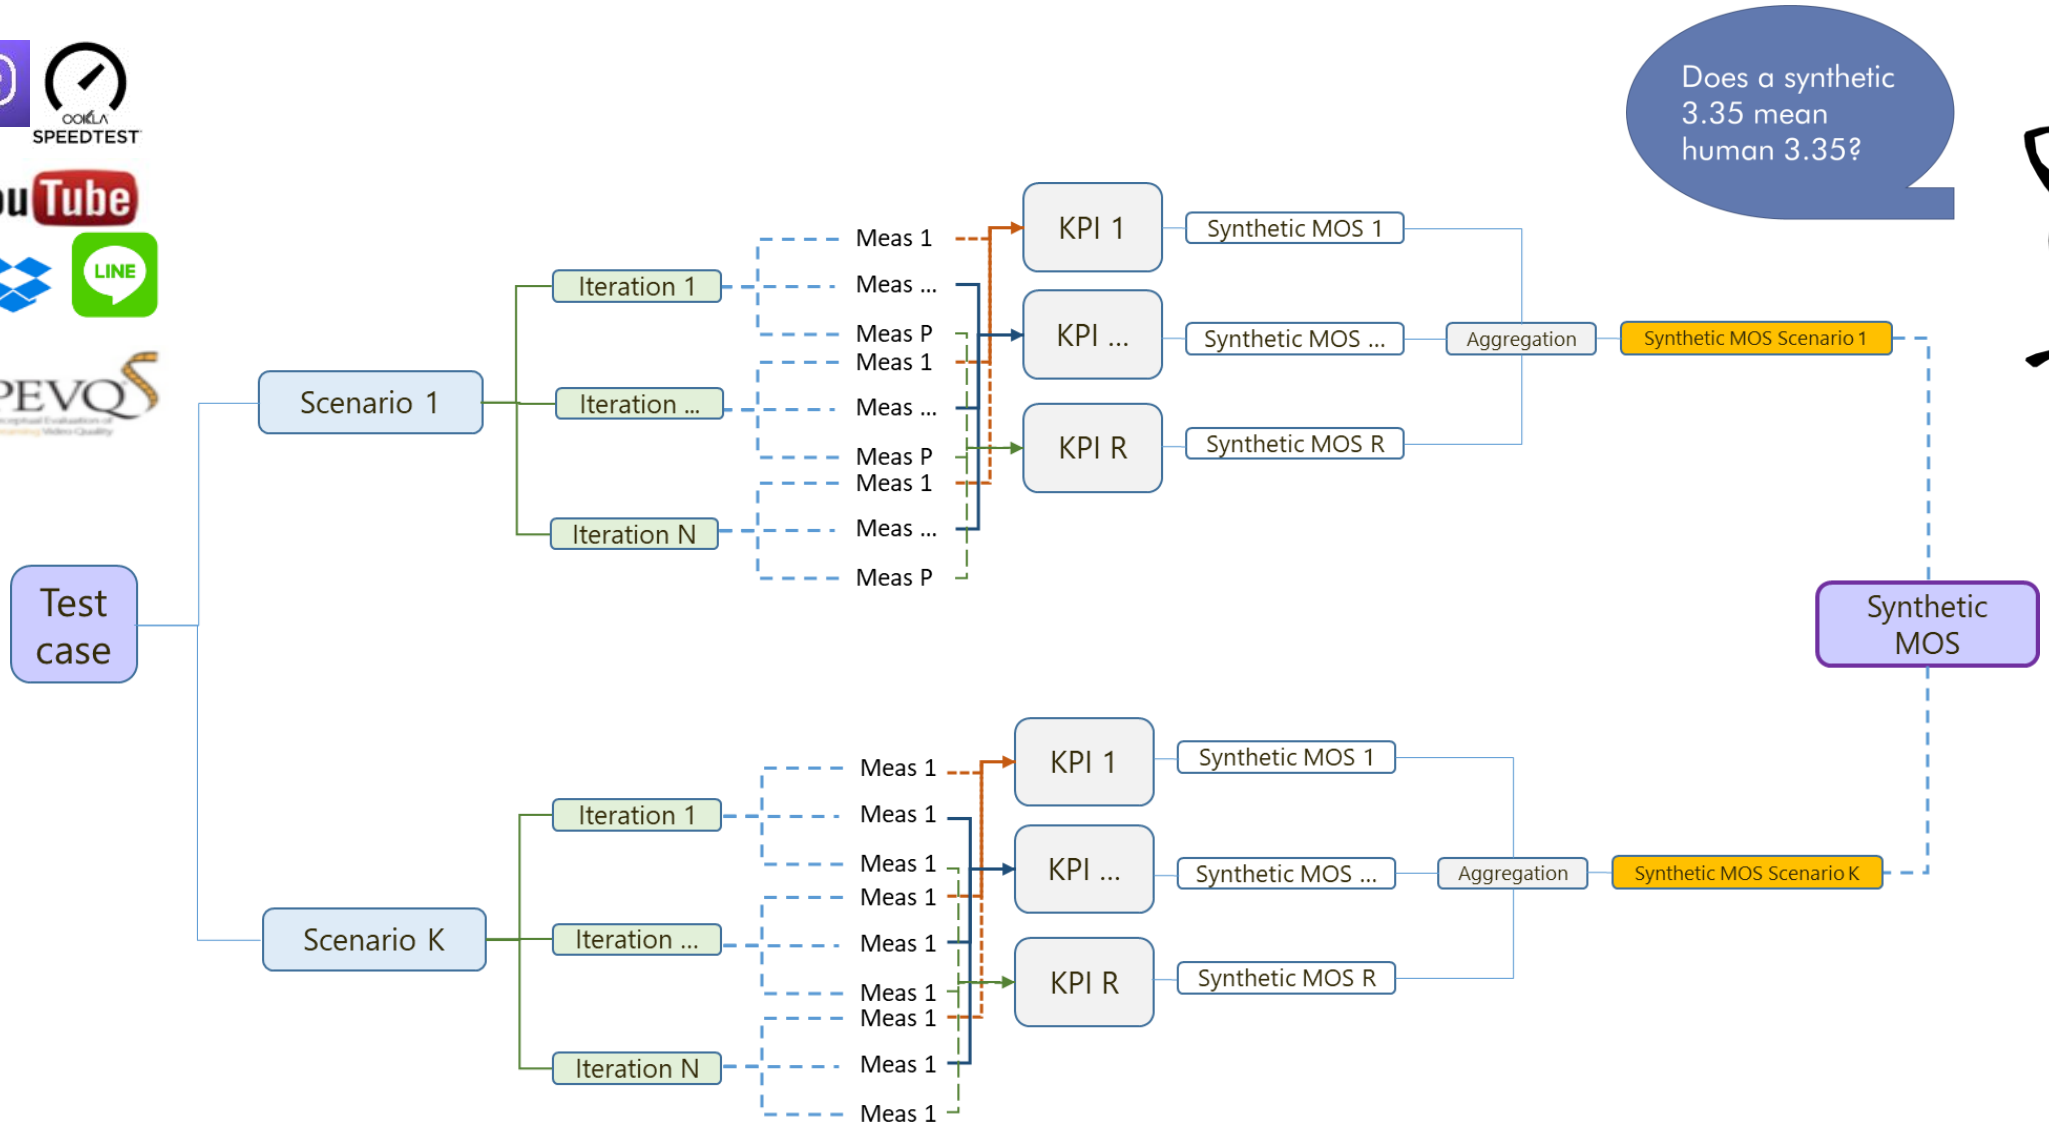 OOKLA
SPEEDTEST
ou Tube
LINE
PEVQ
Video Quality
Does a synthetic
3.35 mean
human 3.35?
Test
case
Scenario 1
Iteration 1
Iteration ...
Iteration N
Meas 1
Meas ...
Meas P
Meas 1
Meas ...
Meas P
Meas 1
Meas ...
Meas P
KPI 1
KPI ...
KPI R
Synthetic MOS 1
Synthetic MOS ...
Synthetic MOS R
Aggregation
Synthetic MOS Scenario 1
Scenario K
Iteration 1
Iteration ...
Iteration N
Meas 1
Meas 1
Meas 1
Meas 1
Meas 1
Meas 1
Meas 1
Meas 1
Meas 1
KPI 1
KPI ...
KPI R
Synthetic MOS 1
Synthetic MOS ...
Synthetic MOS R
Aggregation
Synthetic MOS Scenario K
Synthetic
MOS